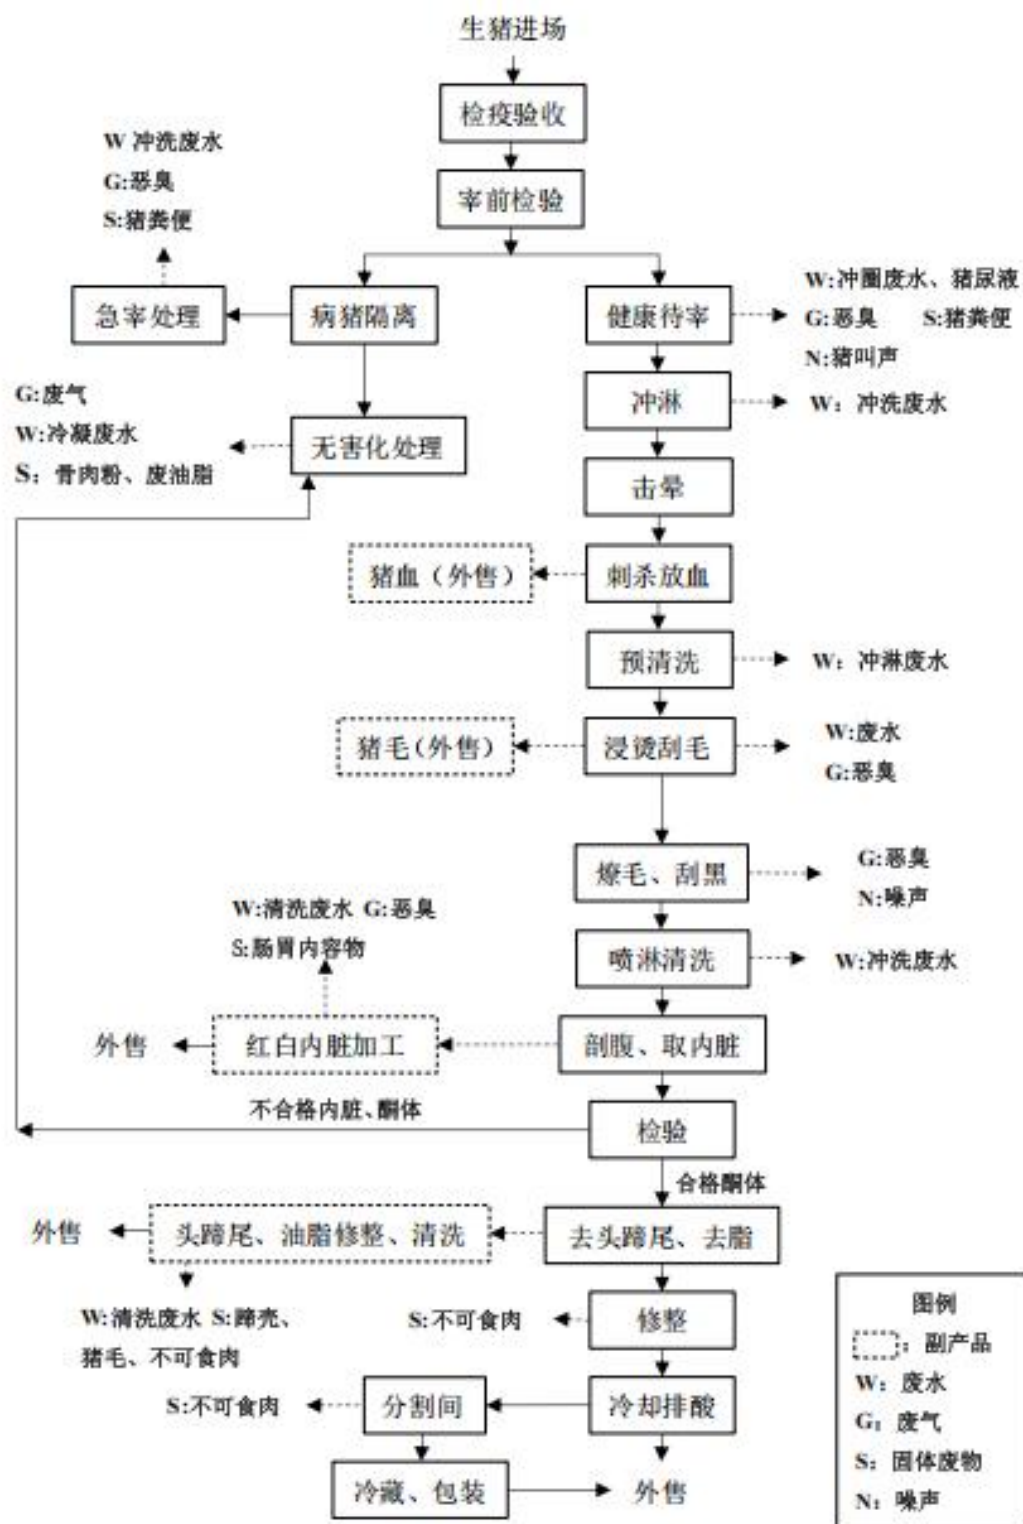 生猪进场
检疫验收
宰前检验
W 冲洗废水
G:恶臭
S:猪粪便
急宰处理
病猪隔离
健康待宰
W:冲圈废水、猪尿液
G:恶臭 S:猪粪便
N:猪叫声
冲淋
W：冲洗废水
G:废气
W:冷凝废水
S：骨肉粉、废油脂
无害化处理
击晕
猪血（外售）
刺杀放血
预清洗
W：冲淋废水
猪毛（外售）
浸烫刮毛
W:废水
G:恶臭
燎毛、刮黑
G:恶臭
N:噪声
W:清洗废水 G:恶臭
S:肠胃内容物
喷淋清洗
W:冲洗废水
外售
红白内脏加工
剖腹、取内脏
不合格内脏、酮体
检验
合格酮体
外售
头蹄尾、油脂修整、清洗
去头蹄尾、去脂
W:清洗废水 S:蹄壳、
猪毛、不可食肉
S:不可食肉
修整
S:不可食肉
分割间
冷却排酸
冷藏、包装
外售
图例
：副产品
W：废水
G：废气
S：固体废物
N：噪声